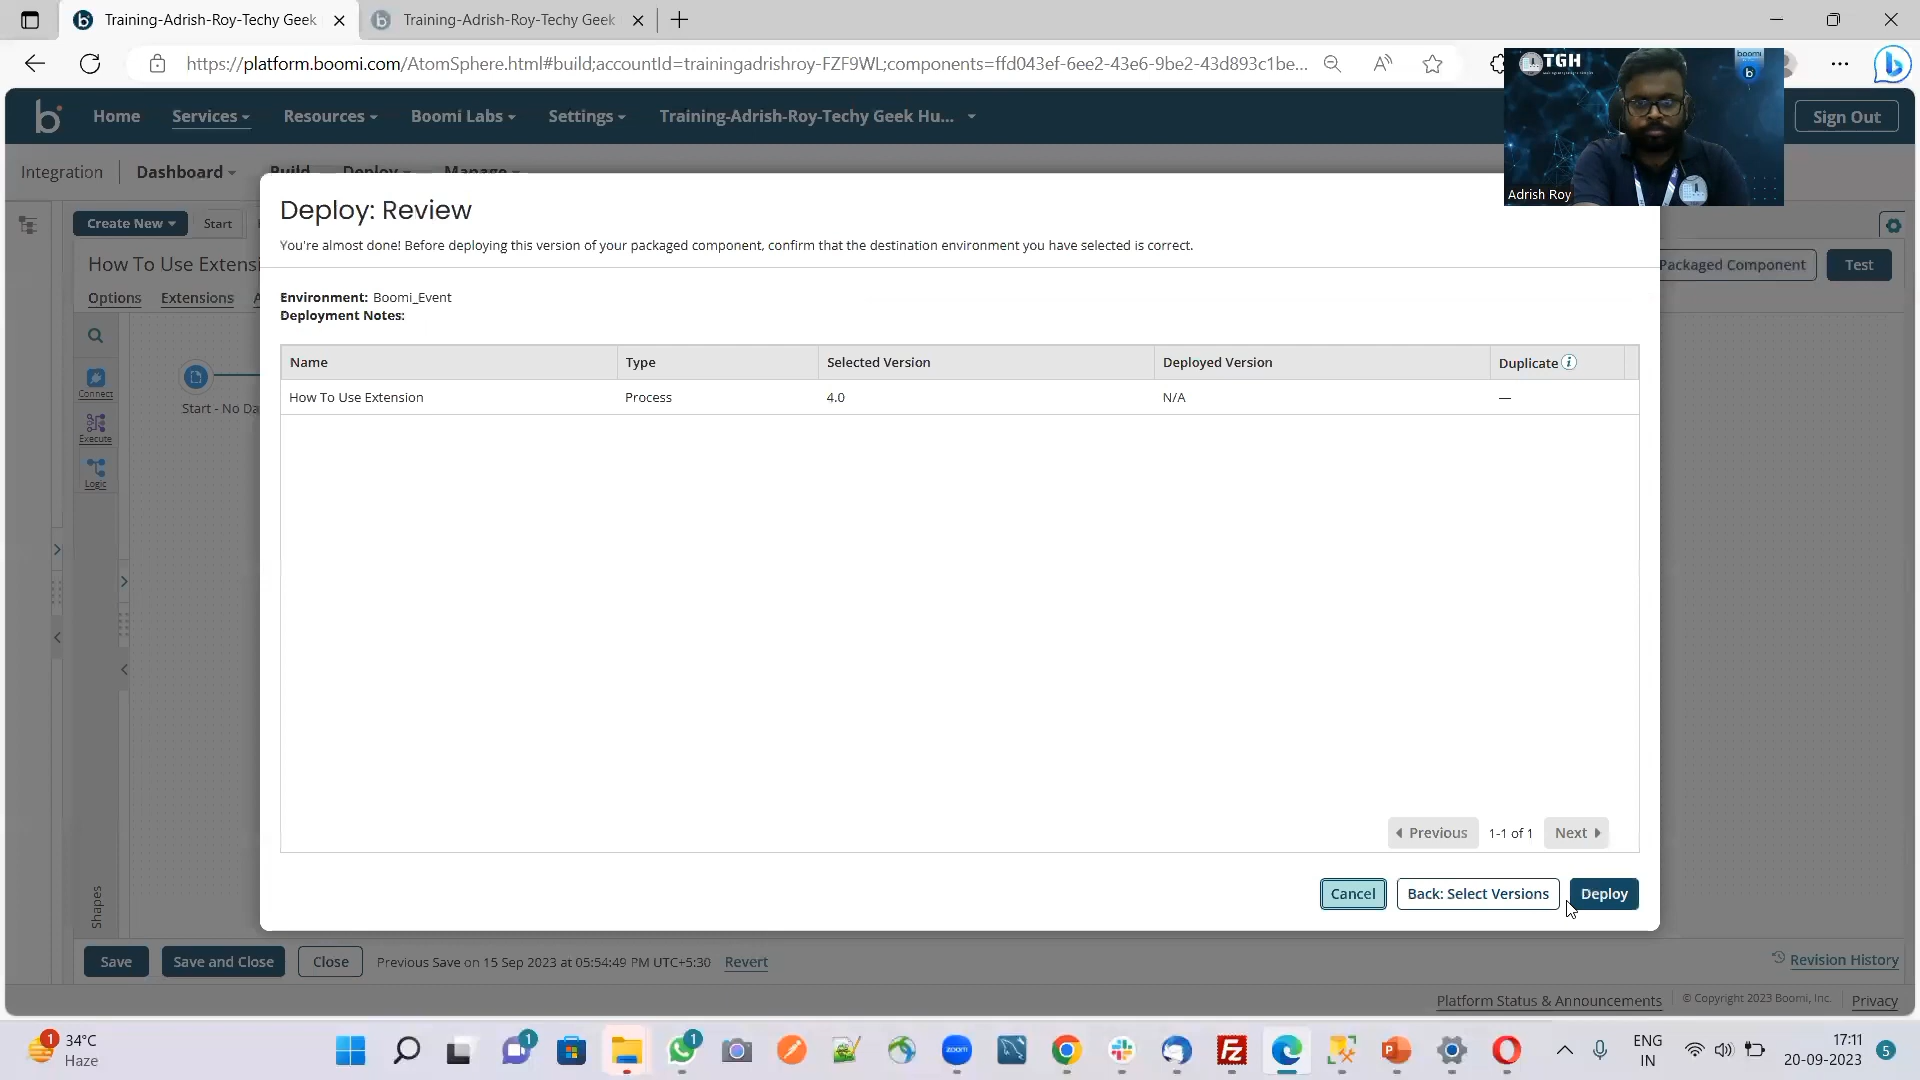 Training-Adrish-Roy-Techy Geek
Training-Adrish-Roy-Techy Geek
https://platform.boomi.com/AtomSphere.html#build;accountId=trainingadrishroy-FZF9WL;components=ffd043ef-6ee2-43e6-9be2-43d893c1be...
Home
Services
Resources
Boomi Labs
Settings
Training-Adrish-Roy-Techy Geek Hu...
Sign Out
TGH
boomi
Adrish Roy
Integration
Dashboard
Build
Deploy
Manage
Create New
Start
How To Use Extensi
Packaged Component
Test
Options
Extensions
Deploy: Review
You're almost done! Before deploying this version of your packaged component, confirm that the destination environment you have selected is correct.
Environment: Boomi_Event
Deployment Notes:
Name
Type
Selected Version
Deployed Version
Duplicate
How To Use Extension
Process
4.0
N/A
—
Start - No Da
Connect
Execute
Logic
Shapes
Previous
1-1 of 1
Next
Cancel
Back: Select Versions
Deploy
Save
Save and Close
Close
Previous Save on 15 Sep 2023 at 05:54:49 PM UTC+5:30
Revert
Revision History
Platform Status & Announcements
© Copyright 2023 Boomi, Inc.
Privacy
1
34°C
Haze
1
1
zoom
ENG
IN
17:11
20-09-2023
5